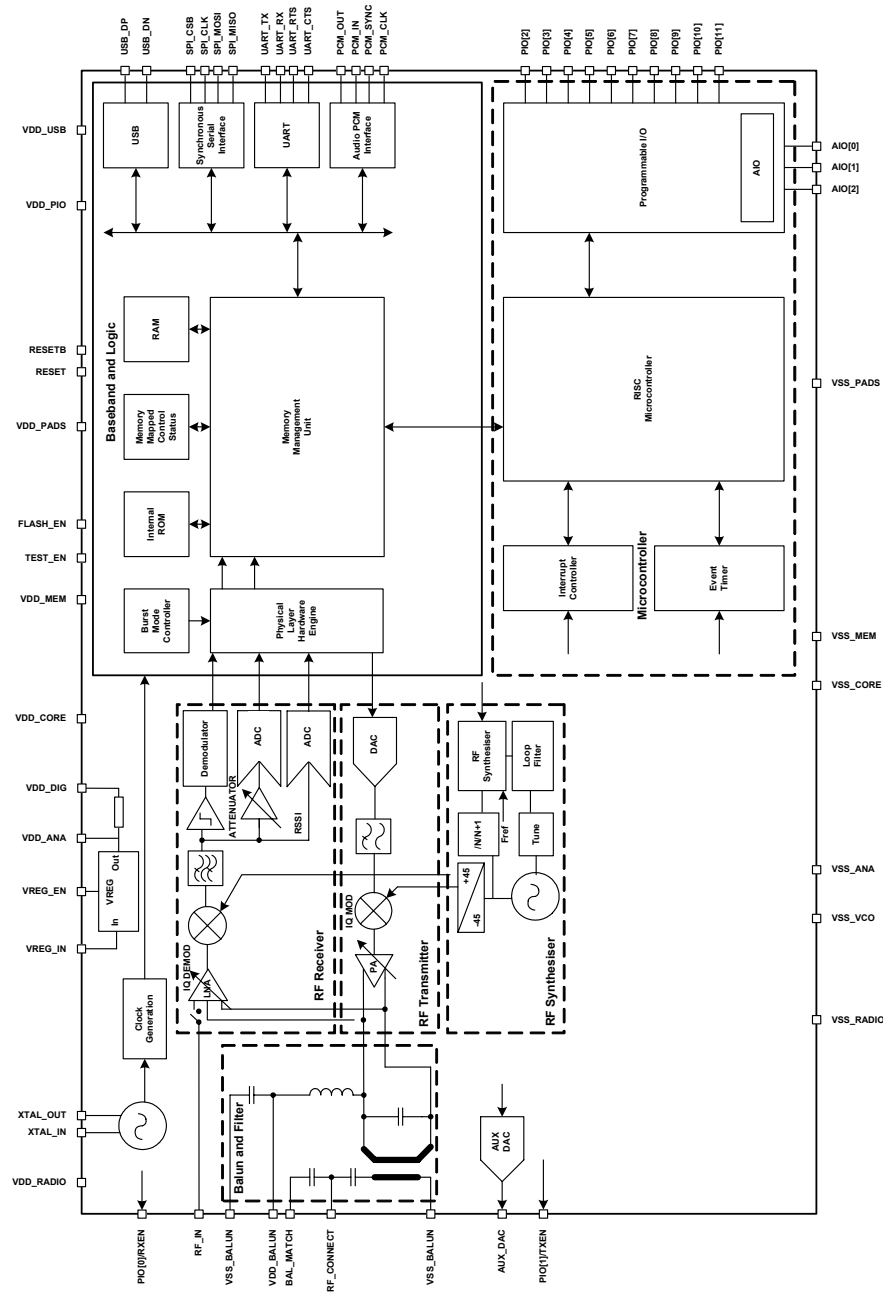 USB_DP
USB_DN
SPI_CSB
SPI_CLK
SPI_MOSI
SPI_MISO
UART_TX
UART_RX
UART_RTS
UART_CTS
PCM_OUT
PCM_IN
PCM_SYNC
PCM_CLK
PIO[2]
PIO[3]
PIO[4]
PIO[5]
PIO[6]
PIO[7]
PIO[8]
PIO[9]
PIO[10]
PIO[11]
VDD_USB
VDD_PIO
RESETB
RESET
VDD_PADS
FLASH_EN
TEST_EN
VDD_MEM
VDD_CORE
VDD_DIG
VDD_ANA
VREG_EN
VREG_IN
XTAL_OUT
XTAL_IN
VDD_RADIO
USB
Synchronous
Serial
Interface
UART
Audio PCM
Interface
Programmable I/O
AIO
AIO[0]
AIO[1]
AIO[2]
Baseband and Logic
RAM
Memory
Mapped
Control
Status
Internal
ROM
Burst
Mode
Controller
Memory
Management
Unit
Physical
Layer
Hardware
Engine
RISC
Microcontroller
Interrupt
Controller
Microcontroller
Event
Timer
VSS_PADS
VSS_MEM
VSS_CORE
VSS_ANA
VSS_VCO
VSS_RADIO
Out
VREG
In
Clock
Generation
Demodulator
ADC
ADC
ATTENUATOR
RSSI
IQ DEMOD
LNA
RF Receiver
DAC
IQ MOD
PA
RF Transmitter
RF
Synthesiser
Loop
Filter
/N/N+1
Fref
Tune
+45
-45
RF Synthesiser
Balun and Filter
AUX
DAC
PIO[0]/RXEN
RF_IN
VSS_BALUN
VDD_BALUN
BAL_MATCH
RF_CONNECT
VSS_BALUN
AUX_DAC
PIO[1]/TXEN